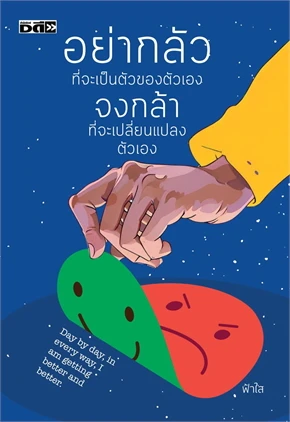 อย่ากลัว
ที่จะเป็นตัวของตัวเอง
จงกล้า
ที่จะเปลี่ยนแปลง
ตัวเอง
Day by day, in
every way, I
am getting
better and
better.
ฟ้าใส